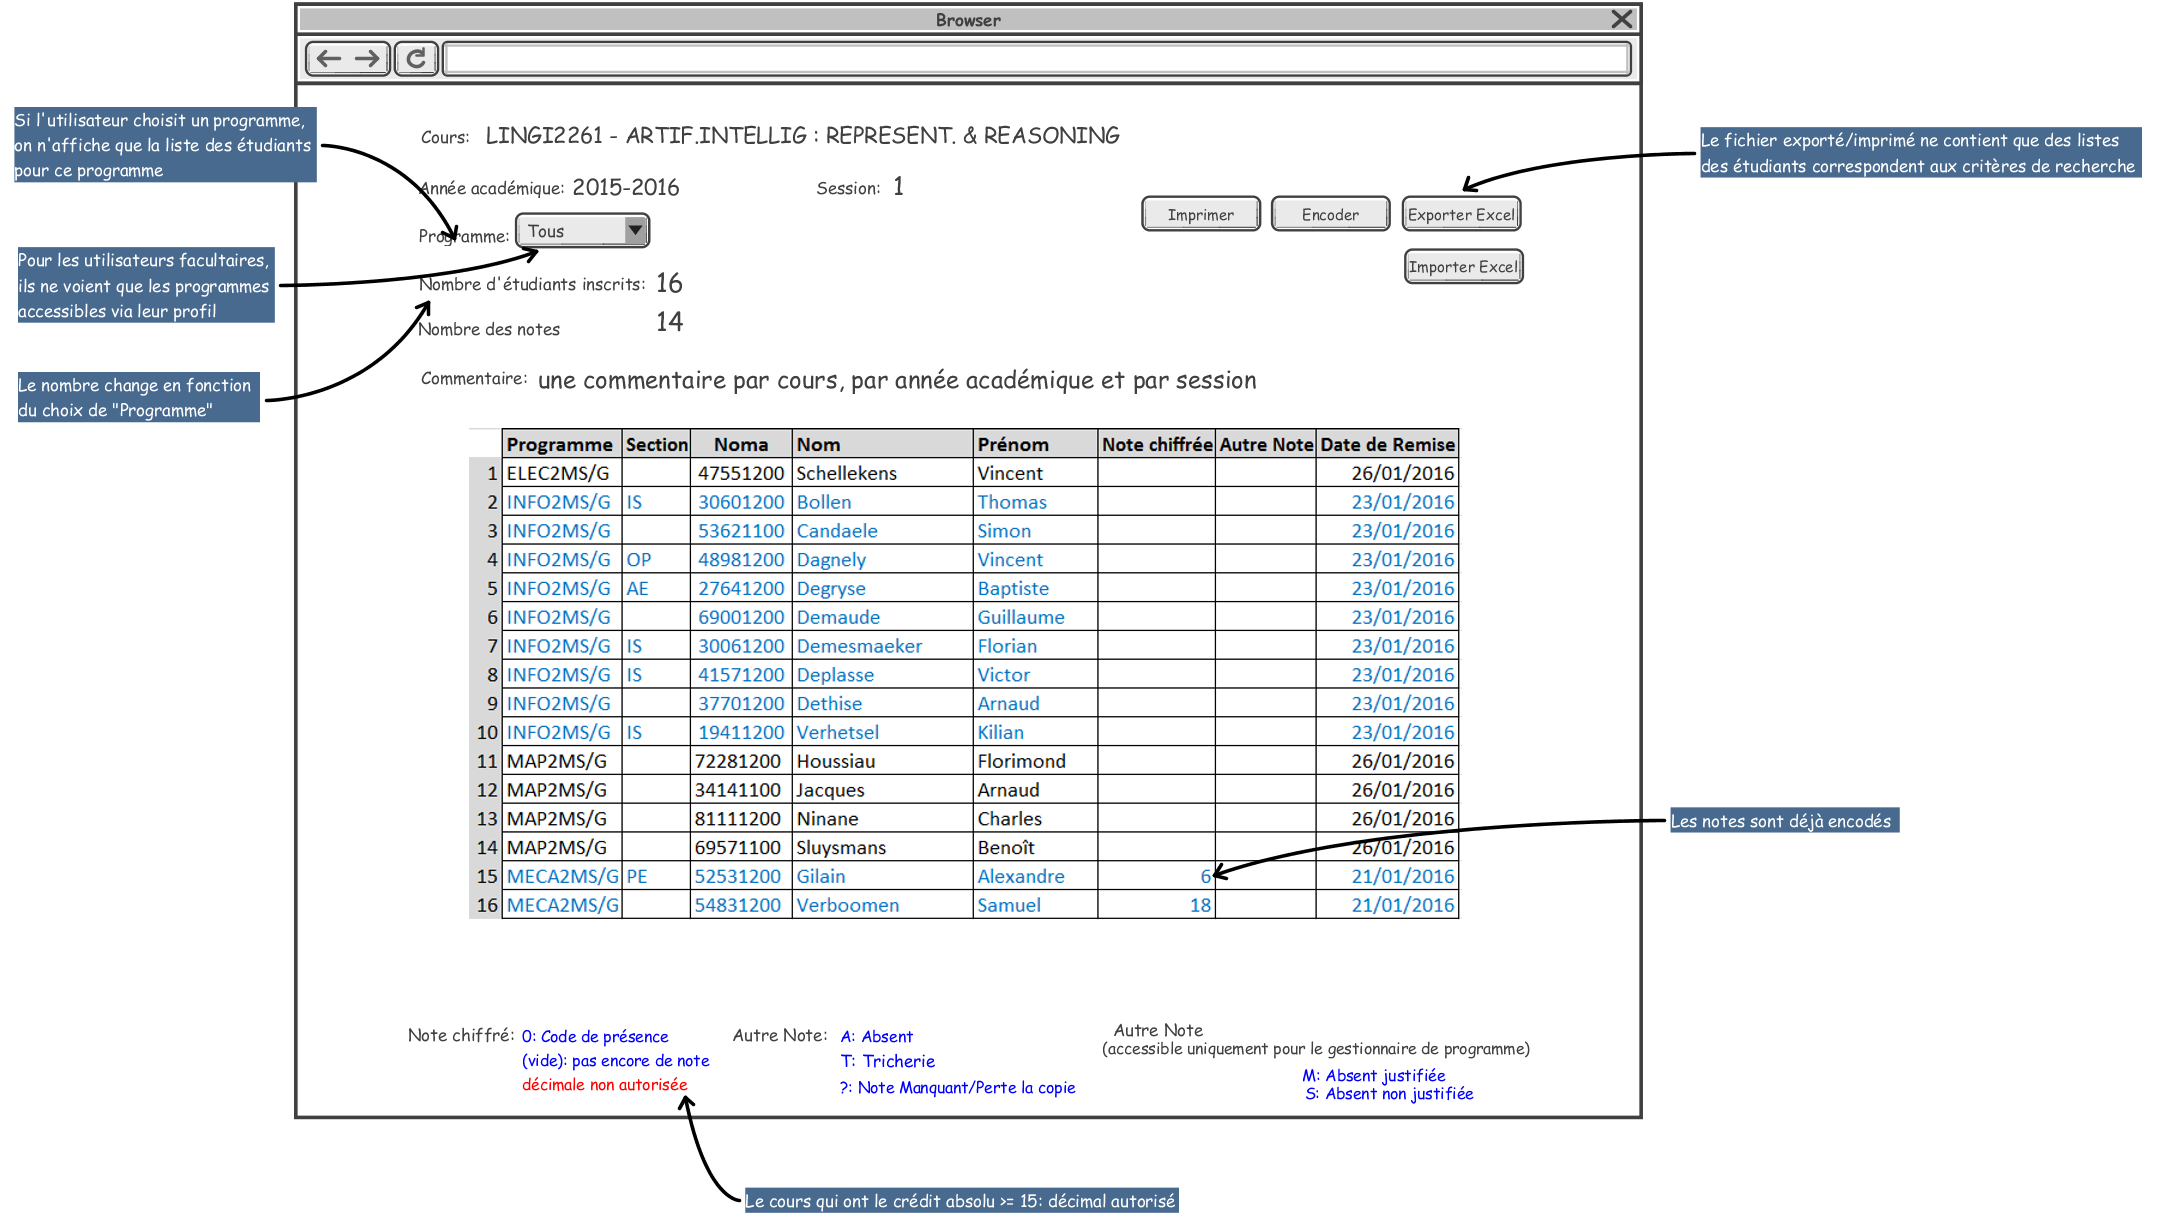 Browser
Si l'utilisateur choisit un programme,
on n'affiche que la liste des étudiants
pour ce programme
Cours: LINGI2261 - ARTIF.INTELLIG : REPRESENT. & REASONING
Le fichier exporté/imprimé ne contient que des listes
des étudiants correspondent aux critères de recherche
Année académique: 2015-2016 Session: 1
Imprimer Encoder Exporter Excel
Programme: Tous
Importer Excel
Pour les utilisateurs facultaires,
ils ne voient que les programmes
accessibles via leur profil
Nombre d'étudiants inscrits: 16
Nombre des notes 14
Le nombre change en fonction
du choix de "Programme"
Commentaire: une commentaire par cours, par année académique et par session
Programme Section Noma Nom Prénom Note chiffrée Autre Note Date de Remise
1 ELEC2MS/G 47551200 Schellekens Vincent 26/01/2016
2 INFO2MS/G IS 30601200 Bollen Thomas 23/01/2016
3 INFO2MS/G 53621100 Candaele Simon 23/01/2016
4 INFO2MS/G OP 48981200 Dagnely Vincent 23/01/2016
5 INFO2MS/G AE 27641200 Degryse Baptiste 23/01/2016
6 INFO2MS/G 69001200 Demaude Guillaume 23/01/2016
7 INFO2MS/G IS 30061200 Demesmaeker Florian 23/01/2016
8 INFO2MS/G IS 41571200 Deplasse Victor 23/01/2016
9 INFO2MS/G 37701200 Dethise Arnaud 23/01/2016
10 INFO2MS/G IS 19411200 Verhetsel Kilian 23/01/2016
11 MAP2MS/G 72281200 Houssiau Florimond 26/01/2016
12 MAP2MS/G 34141100 Jacques Arnaud 26/01/2016
13 MAP2MS/G 81111200 Ninane Charles 26/01/2016
14 MAP2MS/G 69571100 Sluysmans Benoît 26/01/2016
15 MECA2MS/G PE 52531200 Gilain Alexandre 6 21/01/2016
16 MECA2MS/G 54831200 Verboomen Samuel 18 21/01/2016
Les notes sont déjà encodés
Note chiffré: 0: Code de présence
(vide): pas encore de note
décimale non autorisée
Autre Note: A: Absent
T: Tricherie
?: Note Manquant/Perte la copie
Autre Note
(accessible uniquement pour le gestionnaire de programme)
M: Absent justifiée
S: Absent non justifiée
Le cours qui ont le crédit absolu >= 15: décimal autorisé